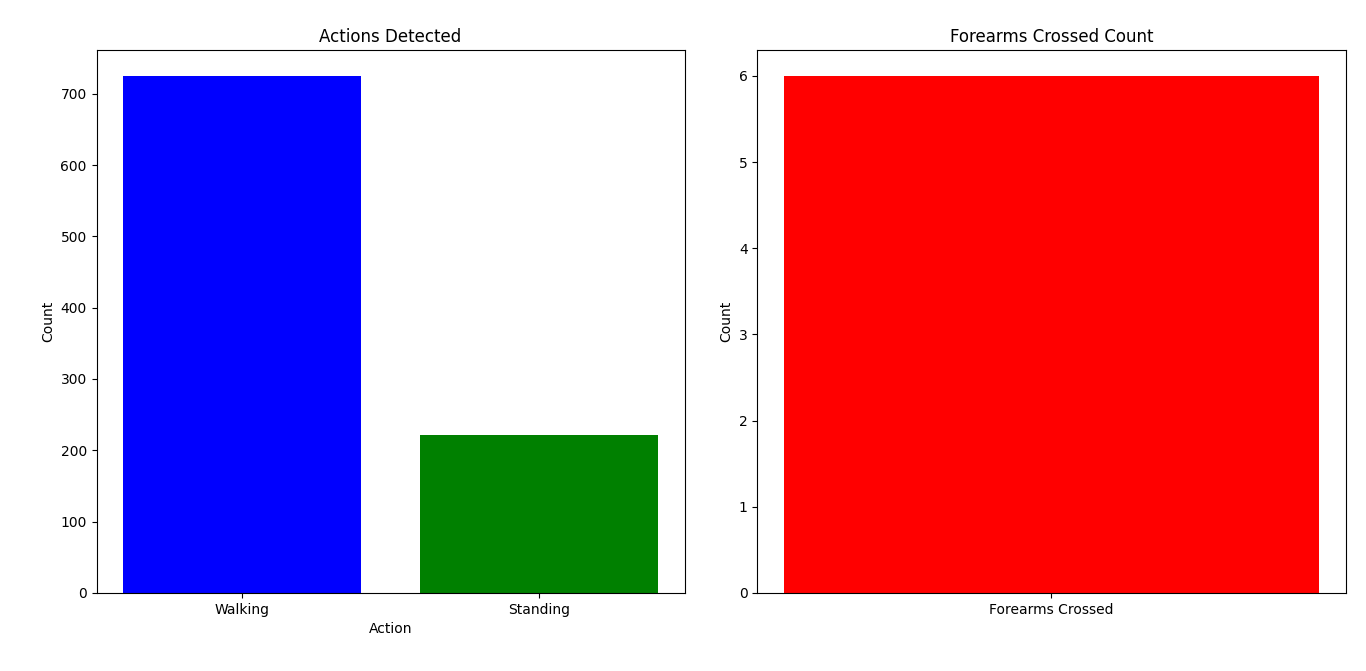 Actions Detected
700
600
500
400
300
200
100
0
Count
Walking
Standing
Action
Forearms Crossed Count
6
5
4
3
2
1
0
Count
Forearms Crossed